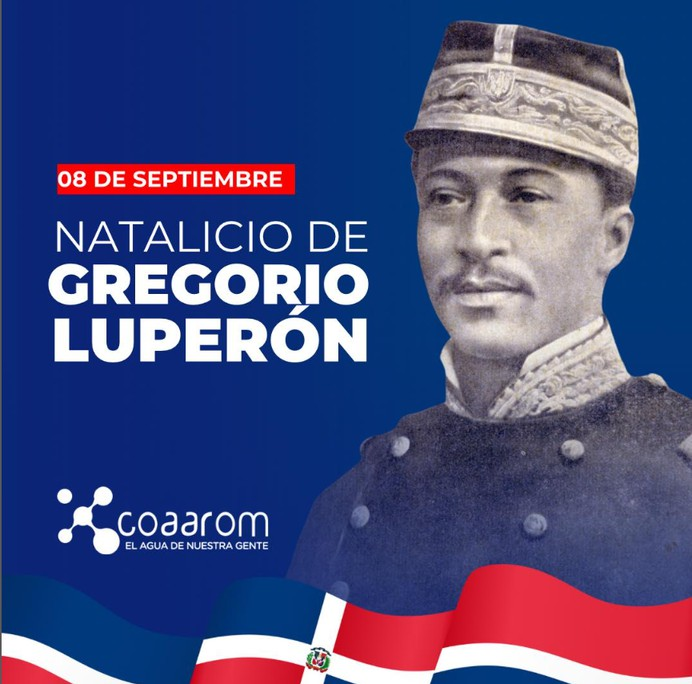 08 DE SEPTIEMBRE
NATALICIO DE
GREGORIO
LUPERÓN
coaarom
EL AGUA DE NUESTRA GENTE